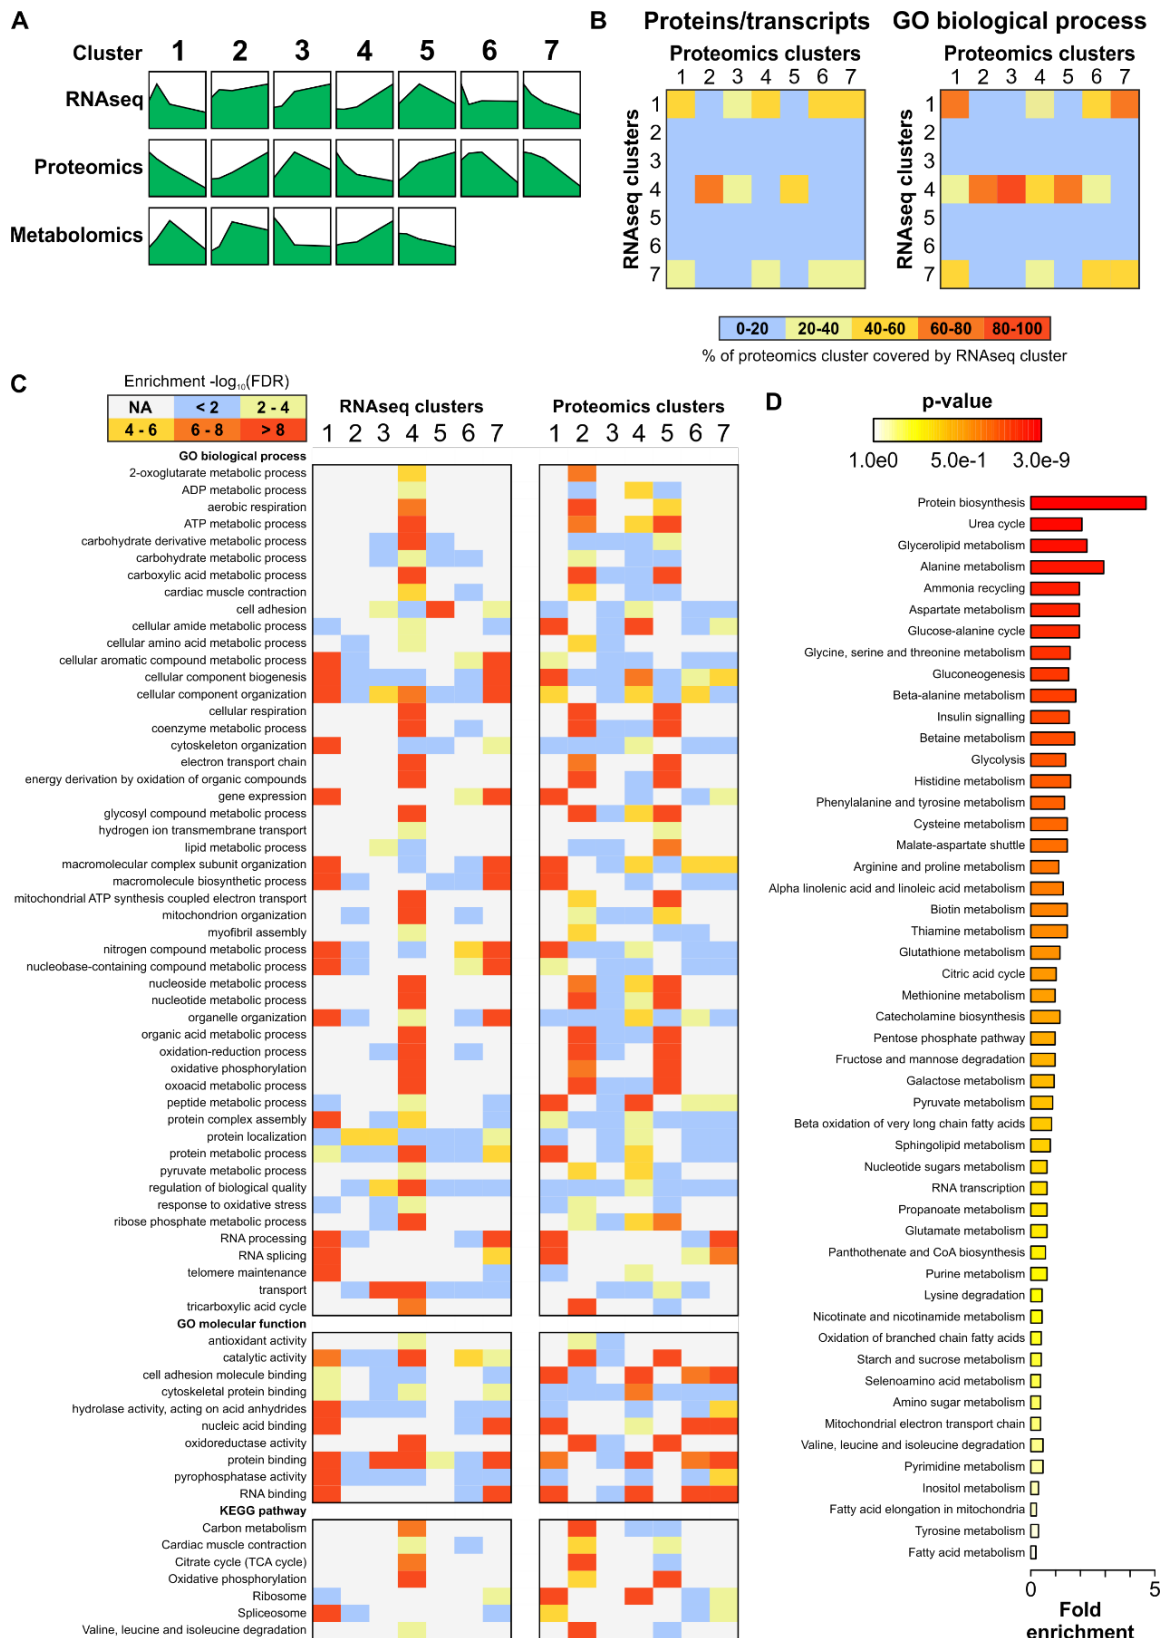 A
Cluster 1 2 3 4 5 6 7
RNAseq
Proteomics
Metabolomics
B
Proteins/transcripts
Proteomics clusters
1 2 3 4 5 6 7
RNAseq clusters
1
2
3
4
5
6
7
GO biological process
Proteomics clusters
1 2 3 4 5 6 7
RNAseq clusters
1
2
3
4
5
6
7
0-20 20-40 40-60 60-80 80-100
% of proteomics cluster covered by RNAseq cluster
C
Enrichment -log10(FDR)
NA < 2 2 - 4
4 - 6 6 - 8 > 8
RNAseq clusters
1 2 3 4 5 6 7
Proteomics clusters
1 2 3 4 5 6 7
GO biological process
2-oxoglutarate metabolic process
ADP metabolic process
aerobic respiration
ATP metabolic process
carbohydrate derivative metabolic process
carbohydrate metabolic process
carboxylic acid metabolic process
cardiac muscle contraction
cell adhesion
cellular amide metabolic process
cellular amino acid metabolic process
cellular aromatic compound metabolic process
cellular component biogenesis
cellular component organization
cellular respiration
coenzyme metabolic process
cytoskeleton organization
electron transport chain
energy derivation by oxidation of organic compounds
gene expression
glycosyl compound metabolic process
hydrogen ion transmembrane transport
lipid metabolic process
macromolecular complex subunit organization
macromolecule biosynthetic process
mitochondrial ATP synthesis coupled electron transport
mitochondrion organization
myofibril assembly
nitrogen compound metabolic process
nucleobase-containing compound metabolic process
nucleoside metabolic process
nucleotide metabolic process
organelle organization
organic acid metabolic process
oxidation-reduction process
oxidative phosphorylation
oxoacid metabolic process
peptide metabolic process
protein complex assembly
protein localization
protein metabolic process
pyruvate metabolic process
regulation of biological quality
response to oxidative stress
ribose phosphate metabolic process
RNA processing
RNA splicing
telomere maintenance
transport
tricarboxylic acid cycle
GO molecular function
antioxidant activity
catalytic activity
cell adhesion molecule binding
cytoskeletal protein binding
hydrolase activity, acting on acid anhydrides
nucleic acid binding
oxidoreductase activity
protein binding
pyrophosphatase activity
RNA binding
KEGG pathway
Carbon metabolism
Cardiac muscle contraction
Citrate cycle (TCA cycle)
Oxidative phosphorylation
Ribosome
Spliceosome
Valine, leucine and isoleucine degradation
D
p-value
1.0e0 5.0e-1 3.0e-9
Protein biosynthesis
Urea cycle
Glycerolipid metabolism
Alanine metabolism
Ammonia recycling
Aspartate metabolism
Glucose-alanine cycle
Glycine, serine and threonine metabolism
Gluconeogenesis
Beta-alanine metabolism
Insulin signalling
Betaine metabolism
Glycolysis
Histidine metabolism
Phenylalanine and tyrosine metabolism
Cysteine metabolism
Malate-aspartate shuttle
Arginine and proline metabolism
Alpha linolenic acid and linoleic acid metabolism
Biotin metabolism
Thiamine metabolism
Glutathione metabolism
Citric acid cycle
Methionine metabolism
Catecholamine biosynthesis
Pentose phosphate pathway
Fructose and mannose degradation
Galactose metabolism
Pyruvate metabolism
Beta oxidation of very long chain fatty acids
Sphingolipid metabolism
Nucleotide sugars metabolism
RNA transcription
Propanoate metabolism
Glutamate metabolism
Panthothenate and CoA biosynthesis
Purine metabolism
Lysine degradation
Nicotinate and nicotinamide metabolism
Oxidation of branched chain fatty acids
Starch and sucrose metabolism
Selenoamino acid metabolism
Amino sugar metabolism
Mitochondrial electron transport chain
Valine, leucine and isoleucine degradation
Pyrimidine metabolism
Inositol metabolism
Fatty acid elongation in mitochondria
Tyrosine metabolism
Fatty acid metabolism
0 5
Fold
enrichment